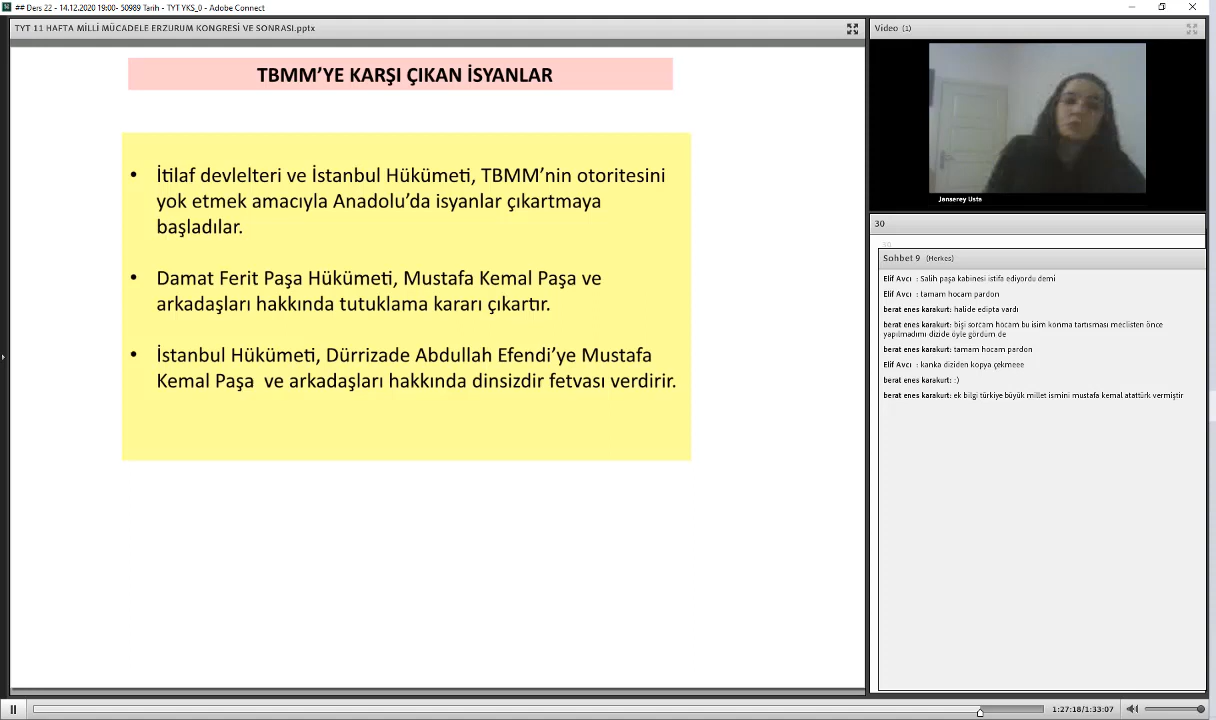 ## Ders 22 - 14.12.2020 19:00- 50989 Tarih - TYT YKS_0 - Adobe Connect
TYT 11 HAFTA MİLLİ MÜCADELE ERZURUM KONGRESİ VE SONRASI.pptx
TBMM'YE KARŞI ÇIKAN İSYANLAR
• İtilaf devlelteri ve İstanbul Hükümeti, TBMM'nin otoritesini
yok etmek amacıyla Anadolu'da isyanlar çıkartmaya
başladılar.
• Damat Ferit Paşa Hükümeti, Mustafa Kemal Paşa ve
arkadaşları hakkında tutuklama kararı çıkartır.
• İstanbul Hükümeti, Dürrizade Abdullah Efendi'ye Mustafa
Kemal Paşa  ve arkadaşları hakkında dinsizdir fetvası verdirir.
Video (1)
Janserey Usta
30
30
Sohbet 9 (Herkes)
Elif Avcı : Salih paşa kabinesi istifa ediyordu demi
Elif Avcı : tamam hocam pardon
berat enes karakurt: halide edipta vardı
berat enes karakurt: bişi sorcam hocam bu isim konma tartısması meclisten önce
yapılmadımı dizide öyle gördüm de
berat enes karakurt: tamam hocam pardon
Elif Avcı : kanka diziden kopya çekmeee
berat enes karakurt: :)
berat enes karakurt: ek bilgi türkiye büyük millet ismini mustafa kemal atattürk vermiştir
1:27:18/1:33:07